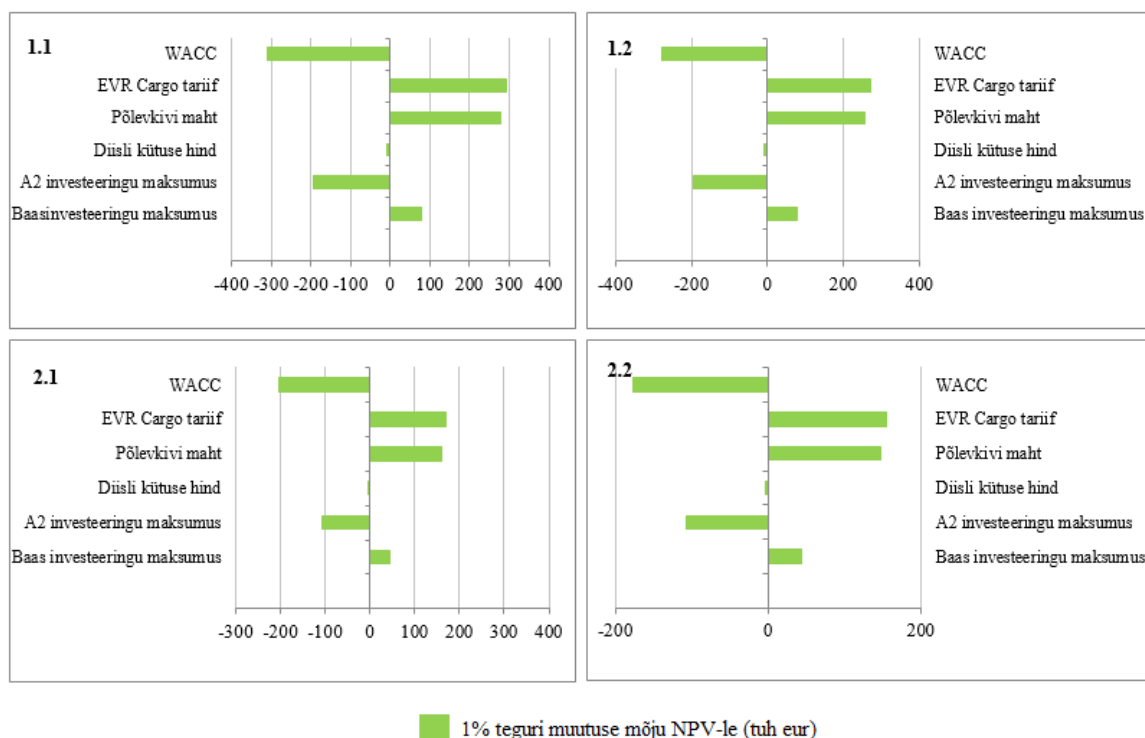 1.1
WACC
EVR Cargo tariif
Põlevkivi maht
Diisli kütuse hind
A2 investeeringu maksumus
Baasinvesteeringu maksumus
-400 -300 -200 -100 0 100 200 300 400
1.2
WACC
EVR Cargo tariif
Põlevkivi maht
Diisli kütuse hind
A2 investeeringu maksumus
Baas investeeringu maksumus
-400 -200 0 200 400
2.1
WACC
EVR Cargo tariif
Põlevkivi maht
Diisli kütuse hind
A2 investeeringu maksumus
Baas investeeringu maksumus
-300 -200 -100 0 100 200 300 400
2.2
WACC
EVR Cargo tariif
Põlevkivi maht
Diisli kütuse hind
A2 investeeringu maksumus
Baas investeeringu maksumus
-200 0 200
1% teguri muutuse mõju NPV-le (tuh eur)